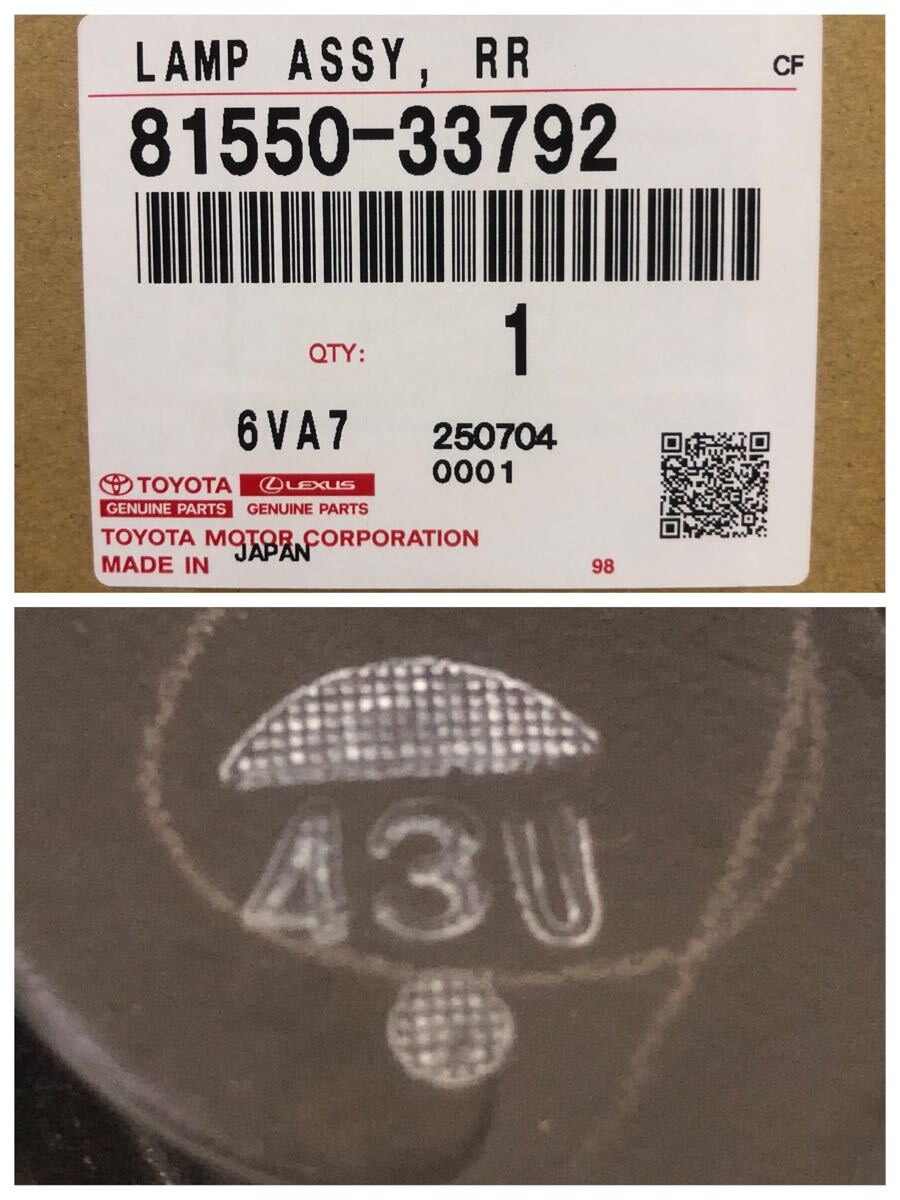 LAMP ASSY, RR
CF
81550-33792
QTY: 1
6VA7
250704
0001
TOYOTA LEXUS
GENUINE PARTS GENUINE PARTS
TOYOTA MOTOR CORPORATION
MADE IN JAPAN
98
43U